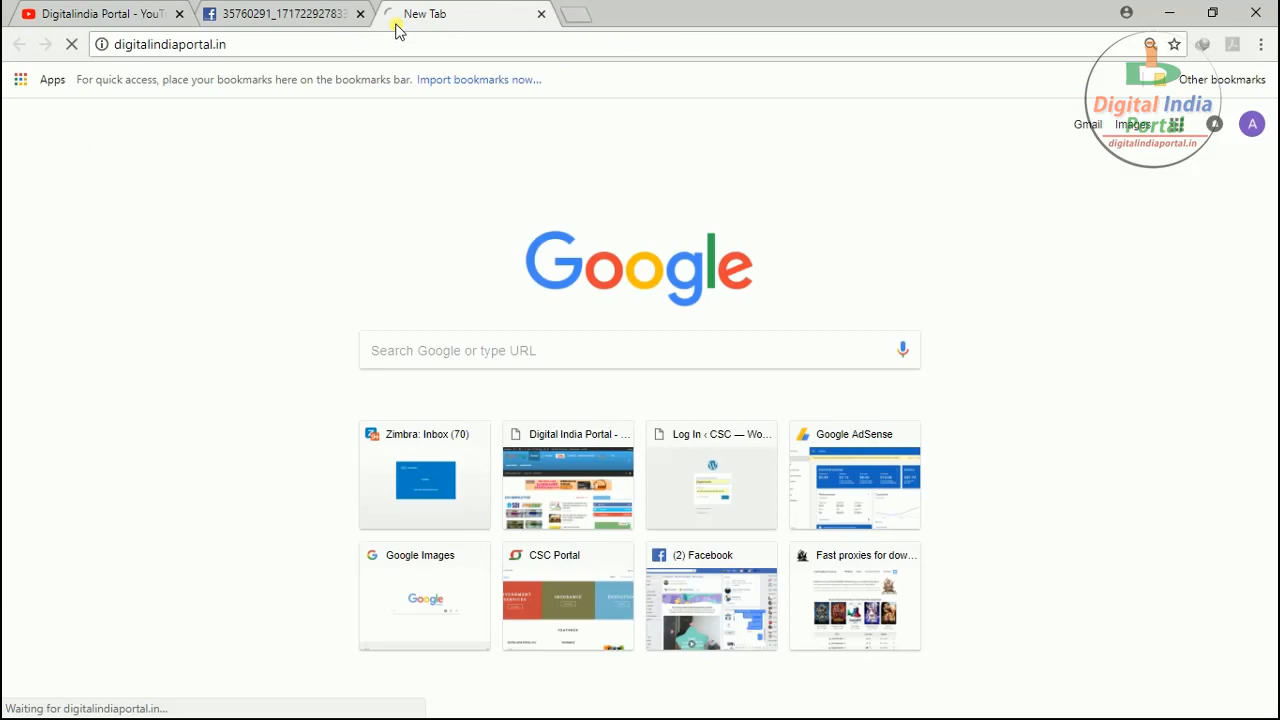 Digitalindia Portal - YouT
35760291_171722927833
New Tab
digitalindiaportal.in
Apps
For quick access, place your bookmarks here on the bookmarks bar. Import bookmarks now...
Other bookmarks
Digital India
Portal
digitalindiaportal.in
Gmail
Images
A
Google
Search Google or type URL
Zimbra: Inbox (70)
Digital India Portal - ...
Log In ‹ CSC — Wo...
Google AdSense
Google Images
CSC Portal
(2) Facebook
Fast proxies for dow...
Google
Waiting for digitalindiaportal.in...